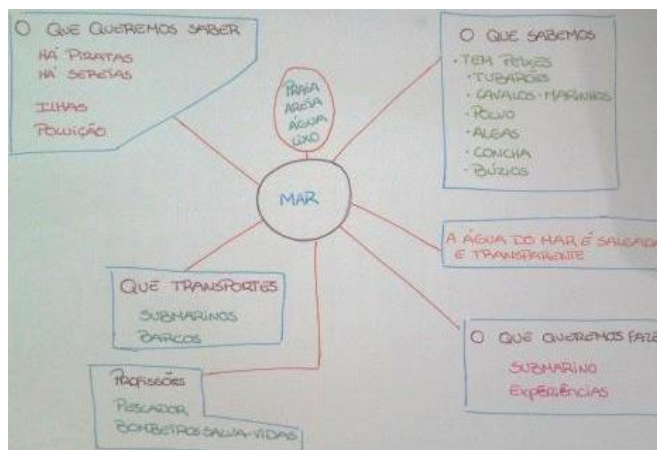 O QUE QUEREMOS SABER
HÁ PIRATAS
HÁ SEREIAS
ILHAS
POLUIÇÃO
PRAIA
AREIA
ÁGUA
LIXO
O QUE SABEMOS
· TEM PEIXES
· TUBARÕES
· CAVALOS-MARINHOS
· POLVO
· ALGAS
· CONCHA
· BÚZIOS
MAR
A ÁGUA DO MAR É SALGADA
E TRANSPARENTE
QUE TRANSPORTES
SUBMARINOS
BARCOS
O QUE QUEREMOS FAZE
SUBMARINO
EXPERIÊNCIAS
PROFISSÕES
PESCADOR
BOMBEIROS SALVA-VIDAS